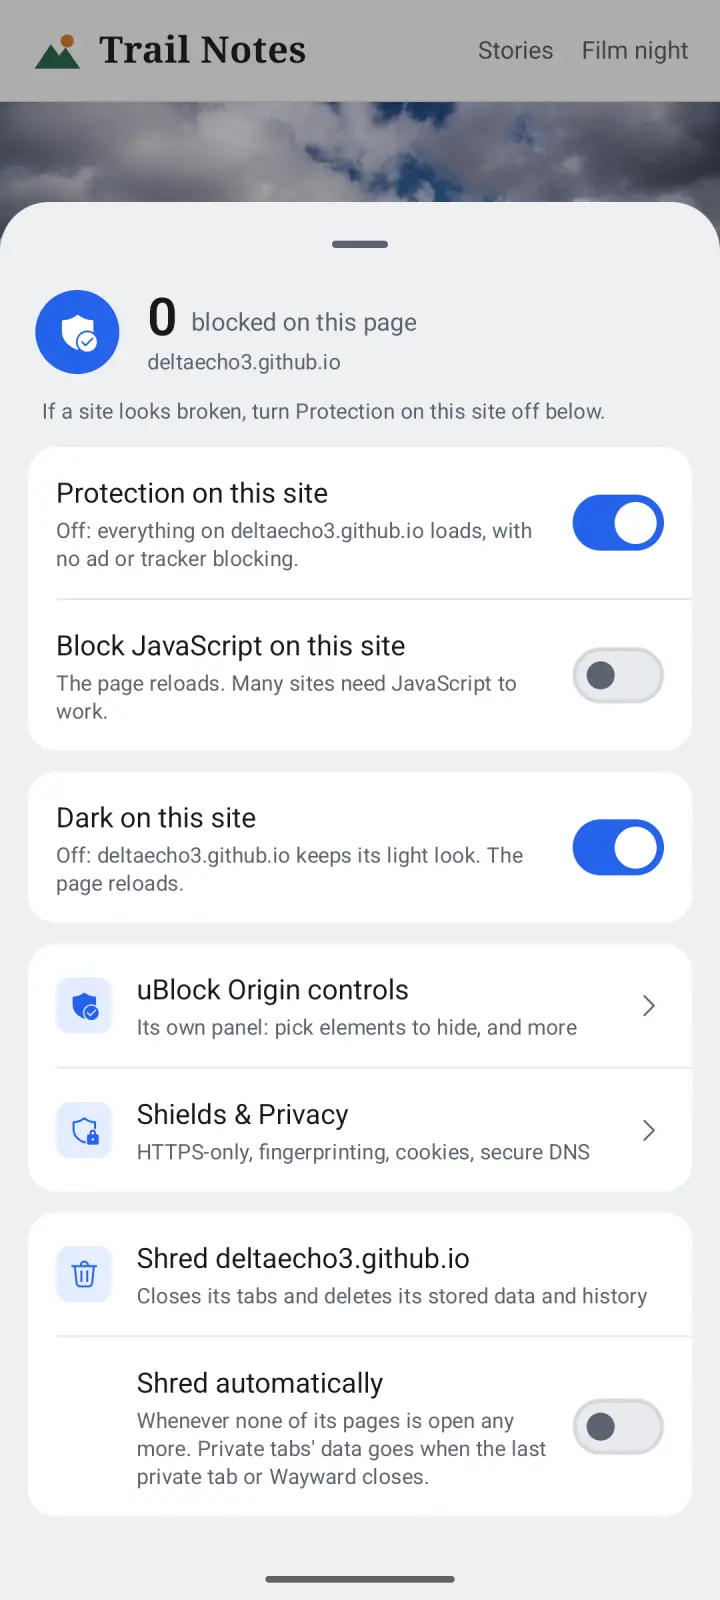 Trail Notes
Stories
Film night
0 blocked on this page
deltaecho3.github.io
If a site looks broken, turn Protection on this site off below.
Protection on this site
Off: everything on deltaecho3.github.io loads, with
no ad or tracker blocking.
Block JavaScript on this site
The page reloads. Many sites need JavaScript to
work.
Dark on this site
Off: deltaecho3.github.io keeps its light look. The
page reloads.
uBlock Origin controls
Its own panel: pick elements to hide, and more
Shields & Privacy
HTTPS-only, fingerprinting, cookies, secure DNS
Shred deltaecho3.github.io
Closes its tabs and deletes its stored data and history
Shred automatically
Whenever none of its pages is open any
more. Private tabs' data goes when the last
private tab or Wayward closes.